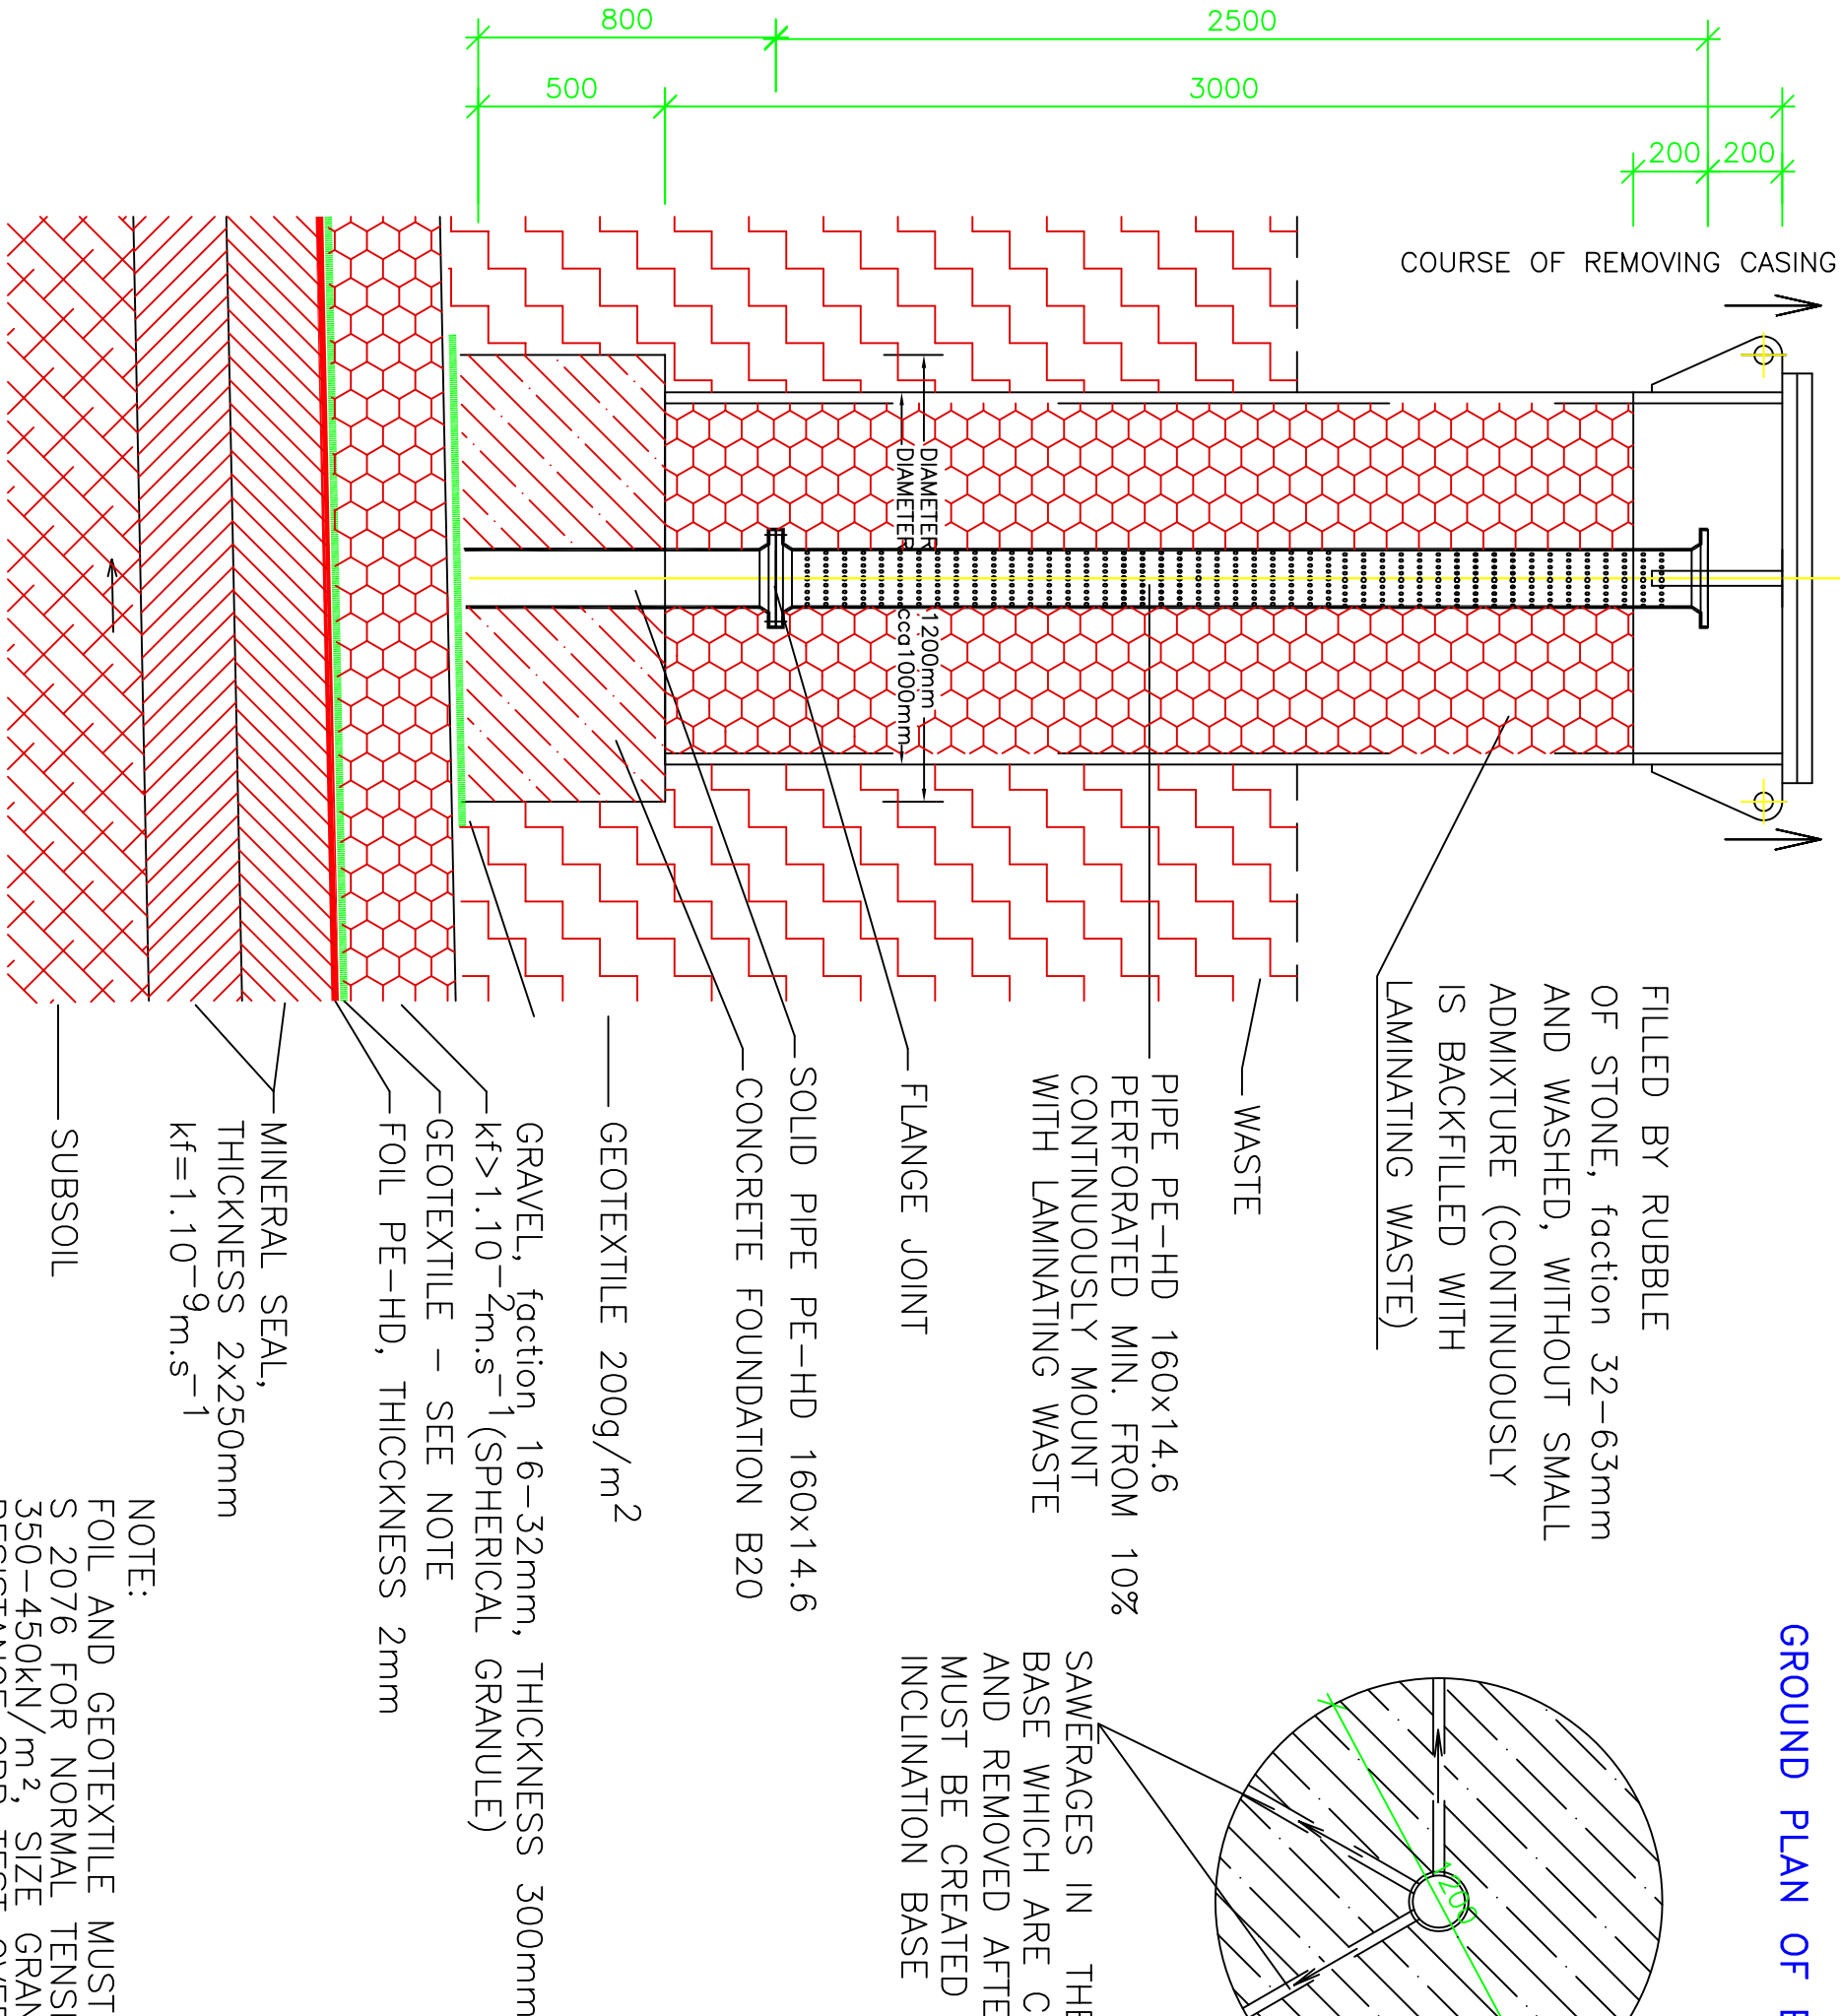 800
2500
500
3000
200
200
COURSE OF REMOVING CASING
DIAMETER 1200mm
DIAMETER cca1000mm
FILLED BY RUBBLE
OF STONE, faction 32-63mm
AND WASHED, WITHOUT SMALL
ADMIXTURE (CONTINUOUSLY
IS BACKFILLED WITH
LAMINATING WASTE)
WASTE
PIPE PE-HD 160x14.6
PERFORATED MIN. FROM 10%
CONTINUOUSLY MOUNT
WITH LAMINATING WASTE
FLANGE JOINT
SOLID PIPE PE-HD 160x14.6
CONCRETE FOUNDATION B20
GEOTEXTILE 200g/m²
GRAVEL, faction 16-32mm, THICKNESS 300mm
kf>1.10⁻²m.s⁻¹(SPHERICAL GRANULE)
GEOTEXTILE - SEE NOTE
FOIL PE-HD, THICCKNESS 2mm
MINERAL SEAL,
THICKNESS 2x250mm
kf=1.10⁻⁹m.s⁻¹
SUBSOIL
GROUND PLAN OF
1200
SAWERAGES IN THE
BASE WHICH ARE C
AND REMOVED AFTE
MUST BE CREATED
INCLINATION BASE
NOTE:
FOIL AND GEOTEXTILE MUST
S 2076 FOR NORMAL TENSI
350-450kN/m², SIZE GRAN